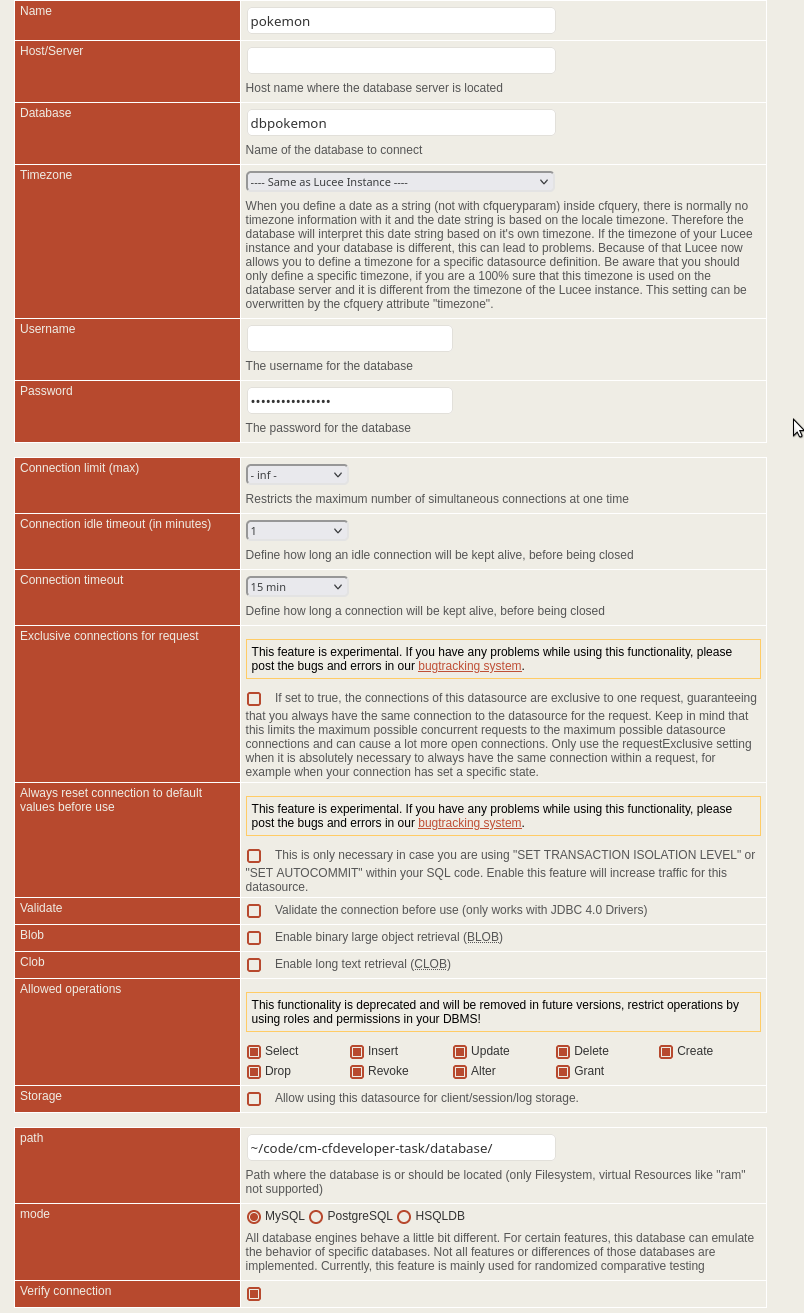 Name
pokemon
Host/Server
Host name where the database server is located
Database
dbpokemon
Name of the database to connect
Timezone
---- Same as Lucee Instance ----
When you define a date as a string (not with cfqueryparam) inside cfquery, there is normally no
timezone information with it and the date string is based on the locale timezone. Therefore the
database will interpret this date string based on it's own timezone. If the timezone of your Lucee
instance and your database is different, this can lead to problems. Because of that Lucee now
allows you to define a timezone for a specific datasource definition. Be aware that you should
only define a specific timezone, if you are a 100% sure that this timezone is used on the
database server and it is different from the timezone of the Lucee instance. This setting can be
overwritten by the cfquery attribute "timezone".
Username
The username for the database
Password
••••••••••••••••
The password for the database
Connection limit (max)
- inf -
Restricts the maximum number of simultaneous connections at one time
Connection idle timeout (in minutes)
1
Define how long an idle connection will be kept alive, before being closed
Connection timeout
15 min
Define how long a connection will be kept alive, before being closed
Exclusive connections for request
This feature is experimental. If you have any problems while using this functionality, please
post the bugs and errors in our bugtracking system.
If set to true, the connections of this datasource are exclusive to one request, guaranteeing
that you always have the same connection to the datasource for the request. Keep in mind that
this limits the maximum possible concurrent requests to the maximum possible datasource
connections and can cause a lot more open connections. Only use the requestExclusive setting
when it is absolutely necessary to always have the same connection within a request, for
example when your connection has set a specific state.
Always reset connection to default
values before use
This feature is experimental. If you have any problems while using this functionality, please
post the bugs and errors in our bugtracking system.
This is only necessary in case you are using "SET TRANSACTION ISOLATION LEVEL" or
"SET AUTOCOMMIT" within your SQL code. Enable this feature will increase traffic for this
datasource.
Validate
Validate the connection before use (only works with JDBC 4.0 Drivers)
Blob
Enable binary large object retrieval (BLOB)
Clob
Enable long text retrieval (CLOB)
Allowed operations
This functionality is deprecated and will be removed in future versions, restrict operations by
using roles and permissions in your DBMS!
Select Insert Update Delete Create
Drop Revoke Alter Grant
Storage
Allow using this datasource for client/session/log storage.
path
~/code/cm-cfdeveloper-task/database/
Path where the database is or should be located (only Filesystem, virtual Resources like "ram"
not supported)
mode
MySQL PostgreSQL HSQLDB
All database engines behave a little bit different. For certain features, this database can emulate
the behavior of specific databases. Not all features or differences of those databases are
implemented. Currently, this feature is mainly used for randomized comparative testing
Verify connection